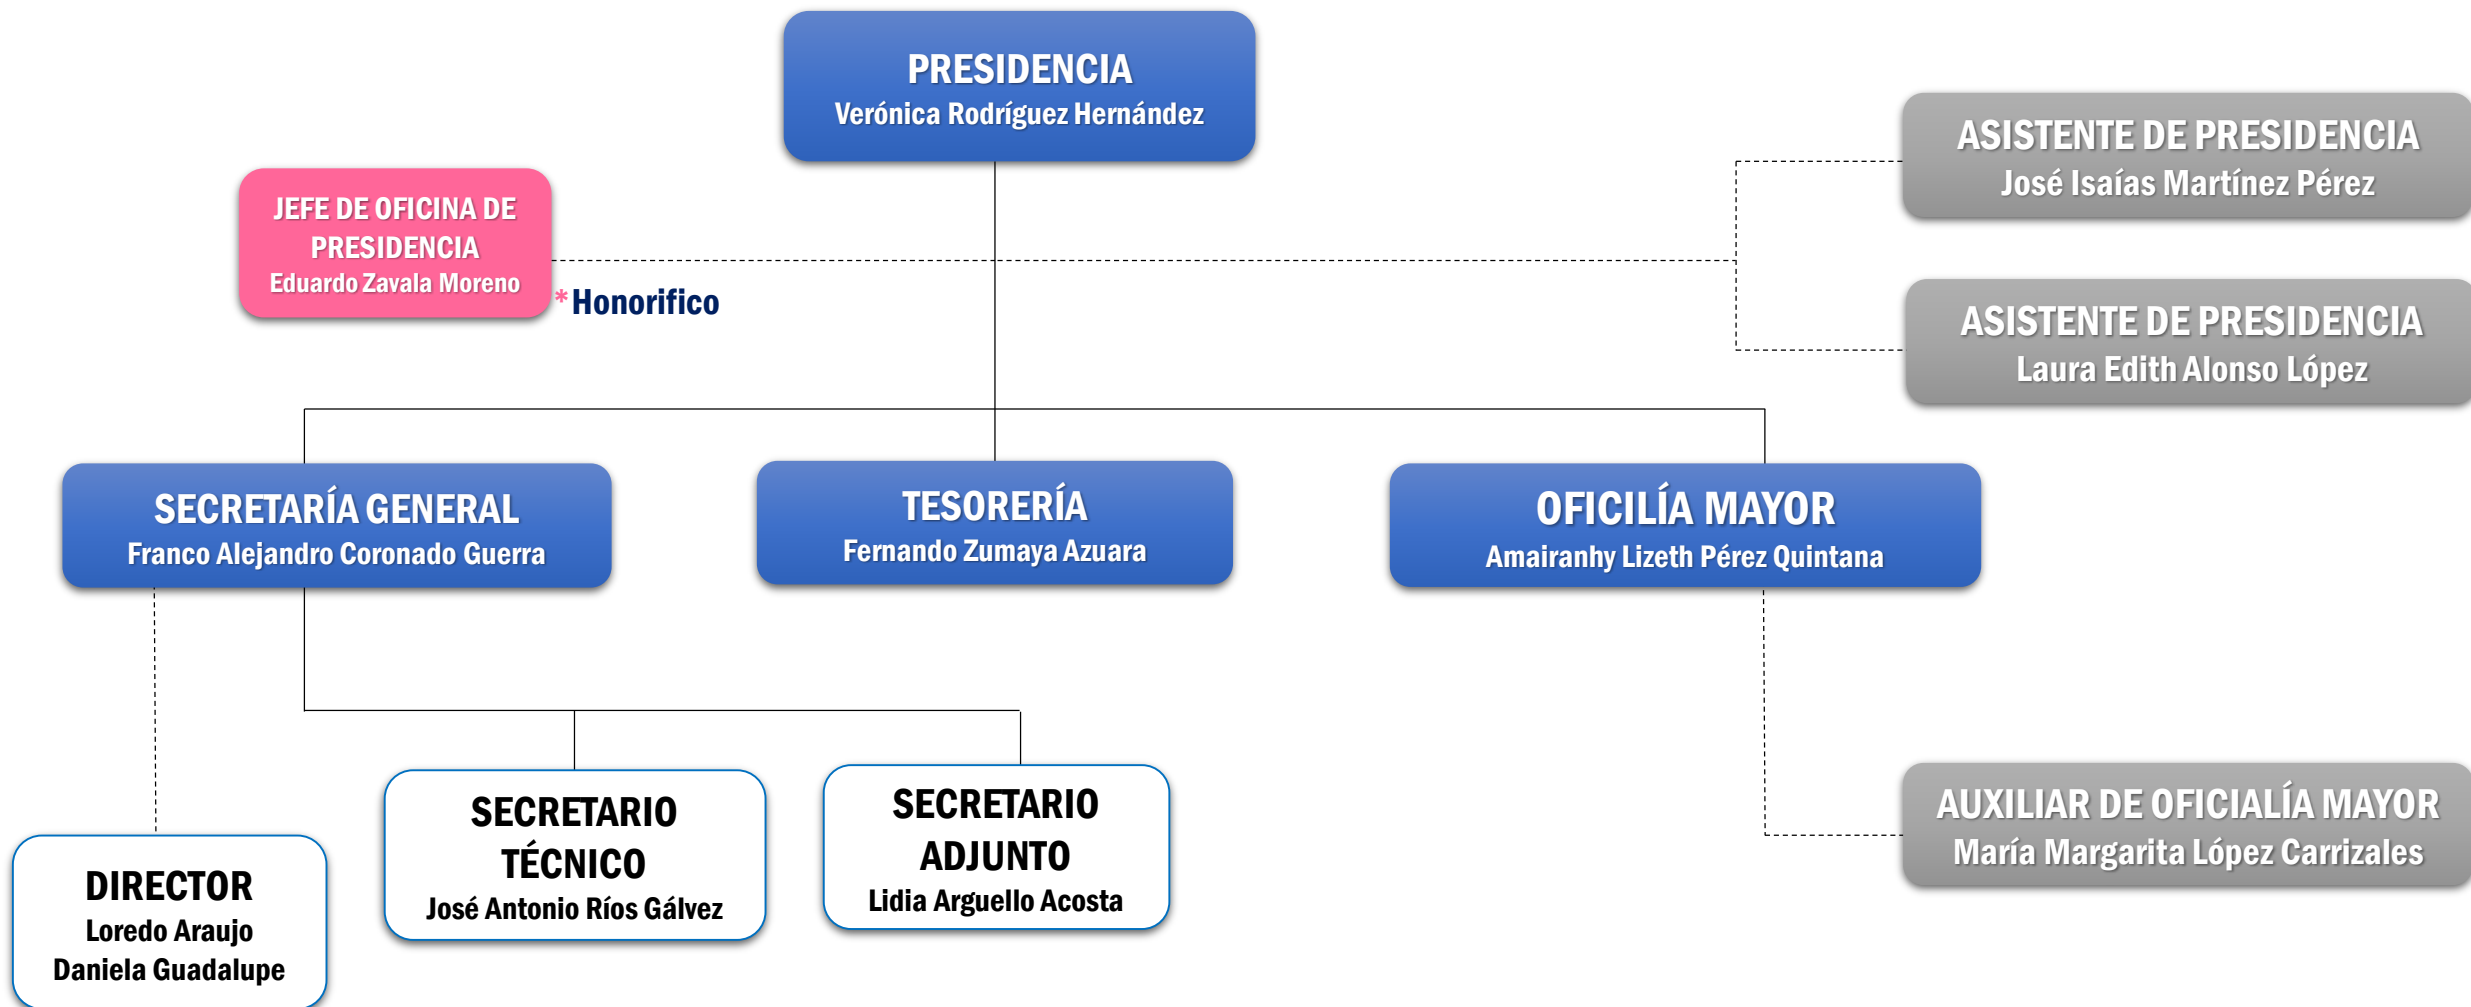 PRESIDENCIA
Verónica Rodríguez Hernández
ASISTENTE DE PRESIDENCIA
José Isaías Martínez Pérez
JEFE DE OFICINA DE
PRESIDENCIA
Eduardo Zavala Moreno
*Honorifico
ASISTENTE DE PRESIDENCIA
Laura Edith Alonso López
SECRETARÍA GENERAL
Franco Alejandro Coronado Guerra
TESORERÍA
Fernando Zumaya Azuara
OFICILÍA MAYOR
Amairanhy Lizeth Pérez Quintana
DIRECTOR
Loredo Araujo
Daniela Guadalupe
SECRETARIO
TÉCNICO
José Antonio Ríos Gálvez
SECRETARIO
ADJUNTO
Lidia Arguello Acosta
AUXILIAR DE OFICIALÍA MAYOR
María Margarita López Carrizales